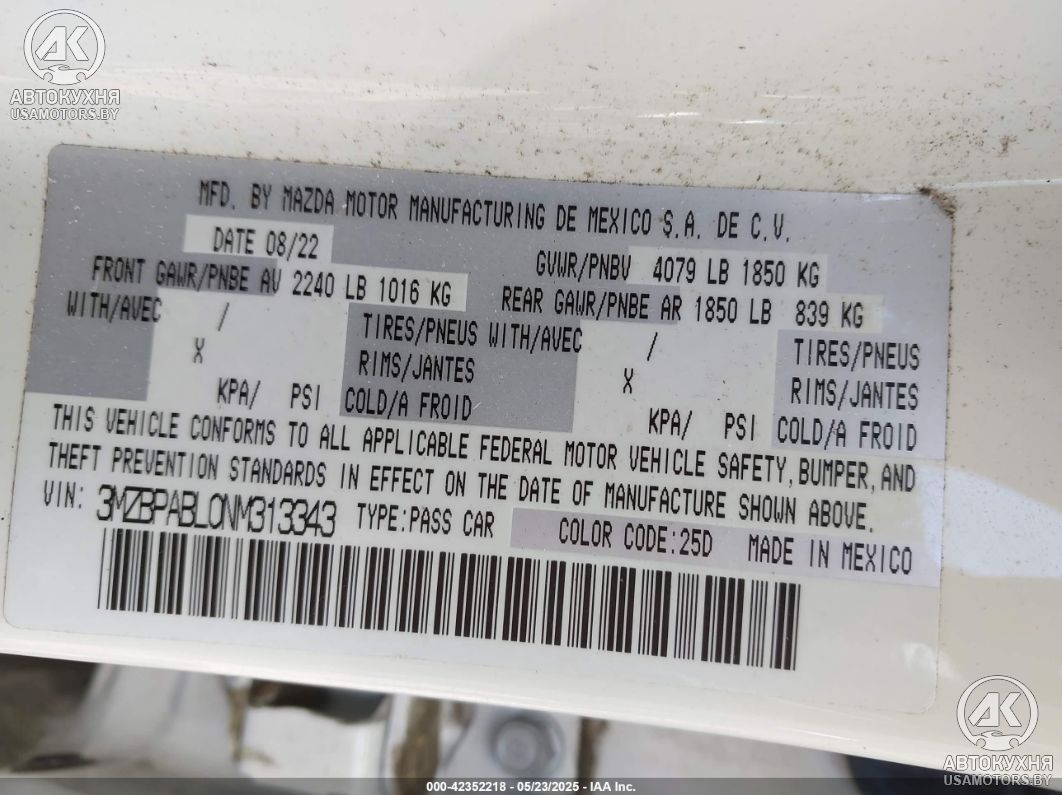 AK
АВТОКУХНЯ
USAMOTORS.BY
MFD. BY MAZDA MOTOR MANUFACTURING DE MEXICO S.A. DE C.V.
DATE 08/22
GVWR/PNBV 4079 LB 1850 KG
FRONT GAWR/PNBE AV 2240 LB 1016 KG
REAR GAWR/PNBE AR 1850 LB 839 KG
WITH/AVEC / TIRES/PNEUS WITH/AVEC / TIRES/PNEUS
X RIMS/JANTES X RIMS/JANTES
KPA/ PSI COLD/A FROID KPA/ PSI COLD/A FROID
THIS VEHICLE CONFORMS TO ALL APPLICABLE FEDERAL MOTOR VEHICLE SAFETY, BUMPER, AND
THEFT PREVENTION STANDARDS IN EFFECT ON THE DATE OF MANUFACTURE SHOWN ABOVE.
VIN: 3MZBPABL0NM313343 TYPE:PASS CAR COLOR CODE:25D MADE IN MEXICO
AK
АВТОКУХНЯ
USAMOTORS.BY
000-42352218 - 05/23/2025 - IAA Inc.